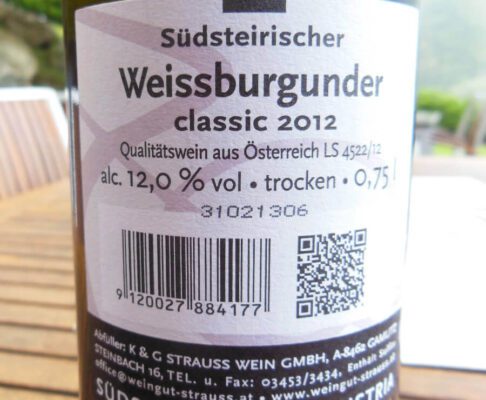 Südsteirischer
Weissburgunder
classic 2012
Qualitätswein aus Österreich LS 4522/12
alc. 12,0 % vol • trocken • 0,75 l
31021306
9 120027 884177
Abfüller: K & G STRAUSS WEIN GMBH, A-8462 GAMLITZ
STEINBACH 16, TEL. u. Fax: 03453/3434. Enthält Sulfite.
office@weingut-strauss.at • www.weingut-strauss.at